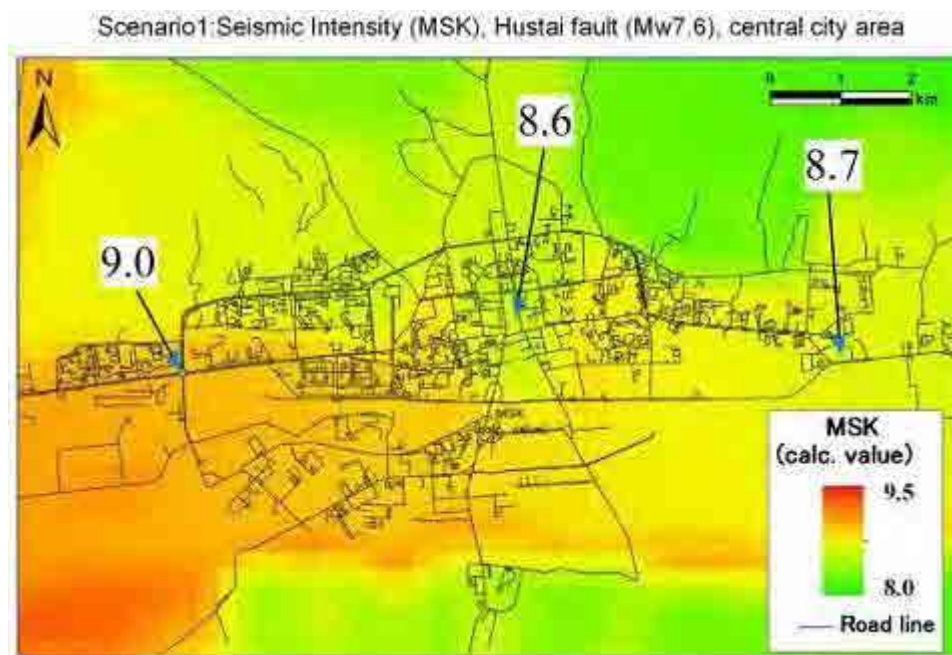 Scenario1:Seismic Intensity (MSK), Hustai fault (Mw7.6), central city area
N
0 1 2
km
8.6
8.7
9.0
MSK
MSK
(calc. value)
9.5
8.0
Road line